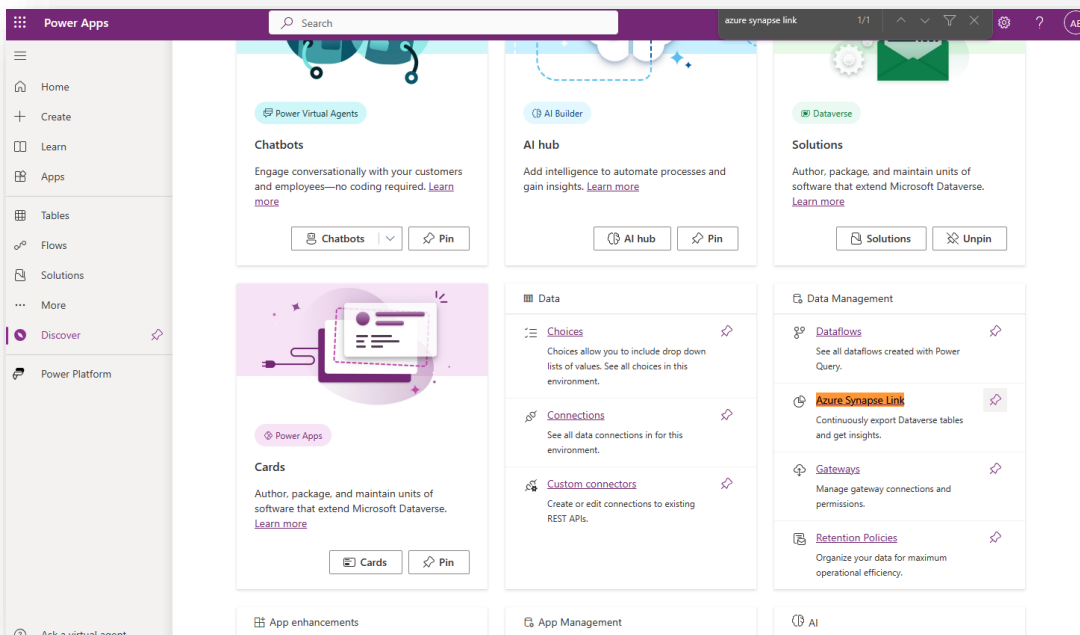 Power Apps
Search
azure synapse link
1/1
Home
Create
Learn
Apps
Tables
Flows
Solutions
More
Discover
Power Platform
Power Virtual Agents
Chatbots
Engage conversationally with your customers
and employees—no coding required. Learn
more
Chatbots
Pin
AI Builder
AI hub
Add intelligence to automate processes and
gain insights. Learn more
AI hub
Pin
Dataverse
Solutions
Author, package, and maintain units of
software that extend Microsoft Dataverse.
Learn more
Solutions
Unpin
Power Apps
Cards
Author, package, and maintain units of
software that extend Microsoft Dataverse.
Learn more
Cards
Pin
Data
Choices
Choices allow you to include drop down
lists of values. See all choices in this
environment.
Connections
See all data connections in for this
environment.
Custom connectors
Create or edit connections to existing
REST APIs.
Data Management
Dataflows
See all dataflows created with Power
Query.
Azure Synapse Link
Continuously export Dataverse tables
and get insights.
Gateways
Manage gateway connections and
permissions.
Retention Policies
Organize your data for maximum
operational efficiency.
App enhancements
App Management
AI
Ask a virtual agent